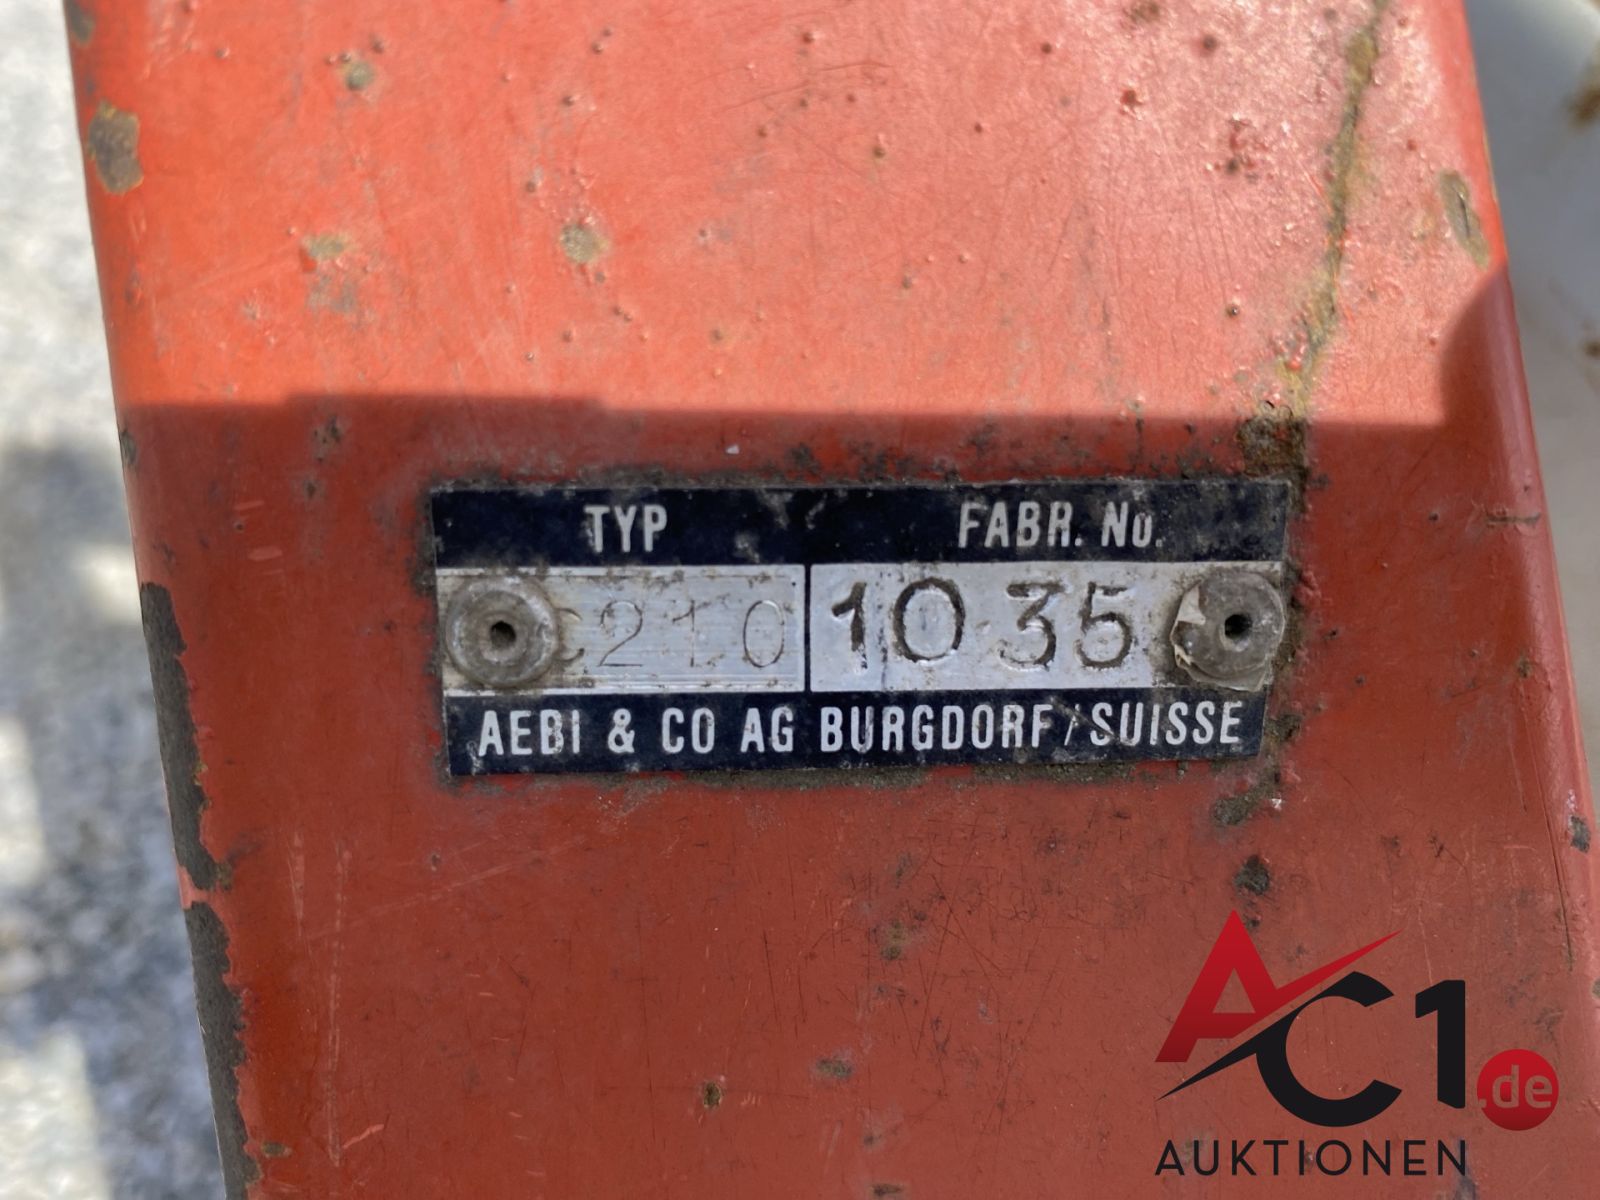 TYP FABR. No.
C210 1035
AEBI & CO AG BURGDORF/SUISSE
AC1.de
AUKTIONEN